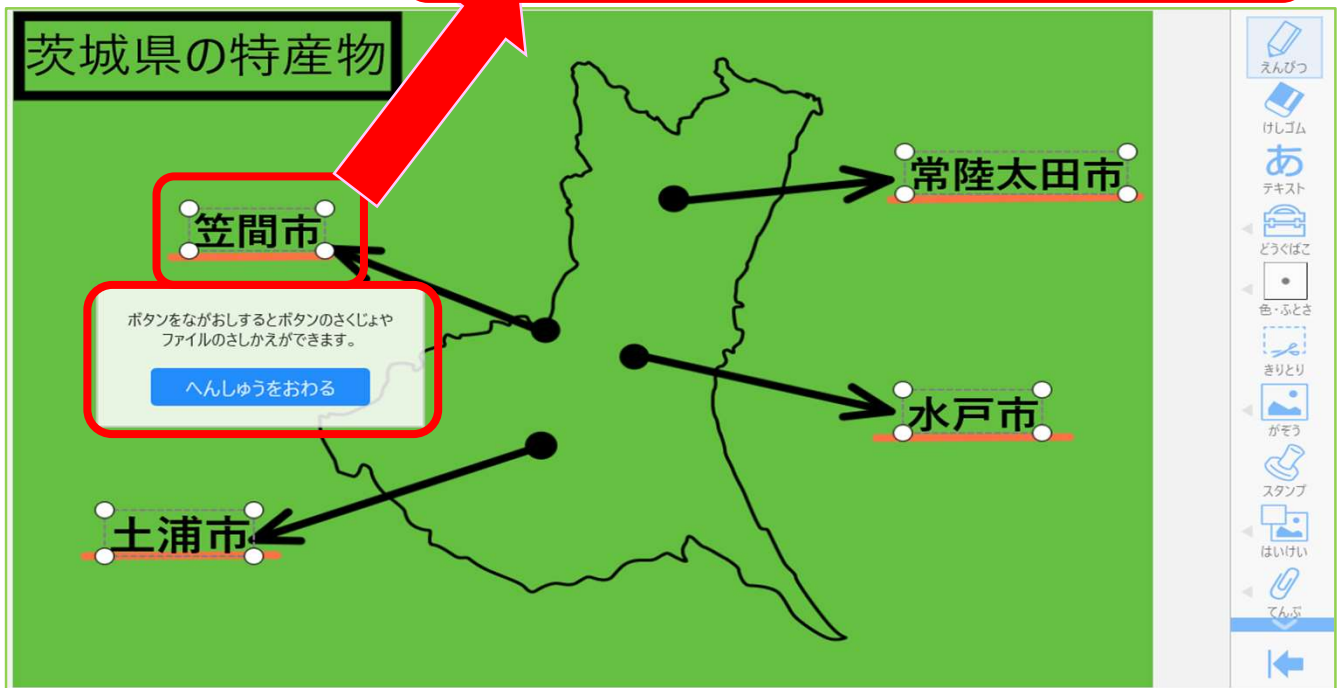 茨城県の特産物
常陸太田市
笠間市
ボタンをながおしするとボタンのさくじょや
ファイルのさしかえができます。
へんしゅうをおわる
水戸市
土浦市
えんぴつ
けしゴム
あ
テキスト
どうぐばこ
色・ふとさ
きりとり
がぞう
スタンプ
はいけい
てんぷ